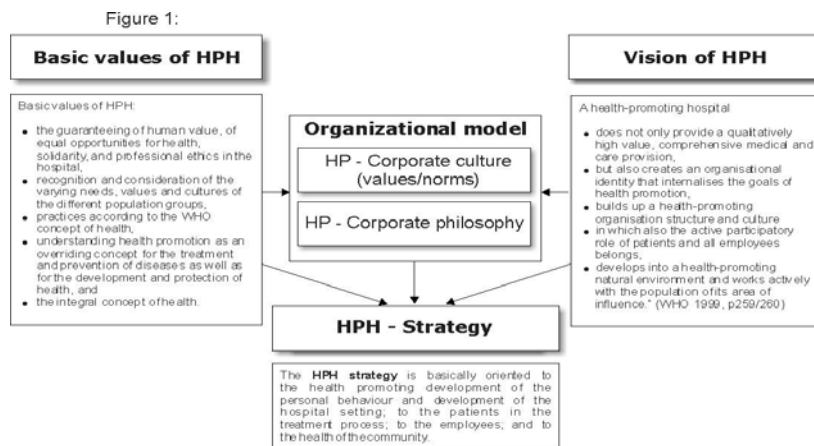 Figure 1:
Basic values of HPH
Vision of HPH
Basic values of HPH:
• the guaranteeing of human value, of
equal opportunities for health,
solidarity, and professional ethics in the
hospital,
• recognition and consideration of the
varying needs, values and cultures of
the different population groups,
• practices according to the WHO
concept of health,
• understanding health promotion as an
overriding concept for the treatment
and prevention of diseases as well as
for the development and protection of
health, and
• the integral concept of health.
Organizational model
HP - Corporate culture
(values/norms)
HP - Corporate philosophy
A health-promoting hospital
• does not only provide a qualitatively
high value, comprehensive medical and
care provision,
• but also creates an organisational
identity that internalises the goals of
health promotion,
• builds up a health-promoting
organisation structure and culture
• in which also the active participatory
role of patients and all employees
belongs,
• develops into a health-promoting
natural environment and works actively
with the population of its area of
influence." (WHO 1999, p259/260)
HPH - Strategy
The HPH strategy is basically oriented to
the health promoting development of the
personal behaviour and development of the
hospital setting; to the patients in the
treatment process; to the employees; and to
the health of the community.